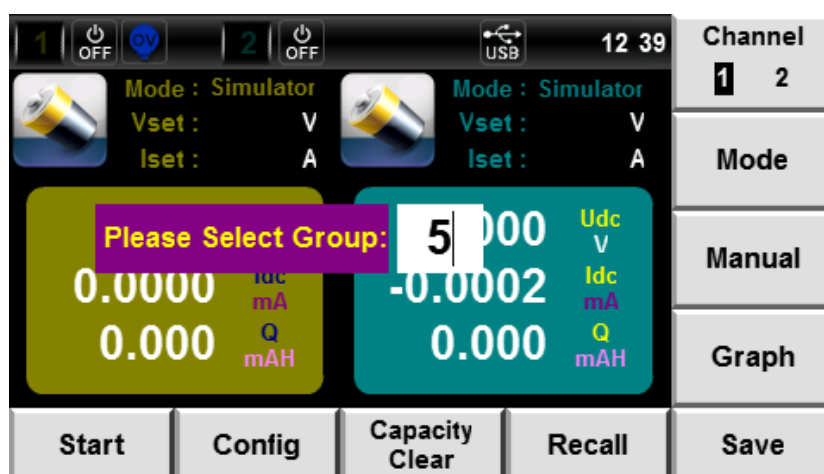 1 OFF OV 2 OFF USB 12 39
Channel
1 2
Mode : Simulator
Vset : V
Iset : A
Mode : Simulator
Vset : V
Iset : A
Mode
Please Select Group: 5
000 Udc
V
0.0000 Idc
mA
-0.0002 Idc
mA
0.000 Q
mAH
0.000 Q
mAH
Manual
Graph
Start
Config
Capacity
Clear
Recall
Save